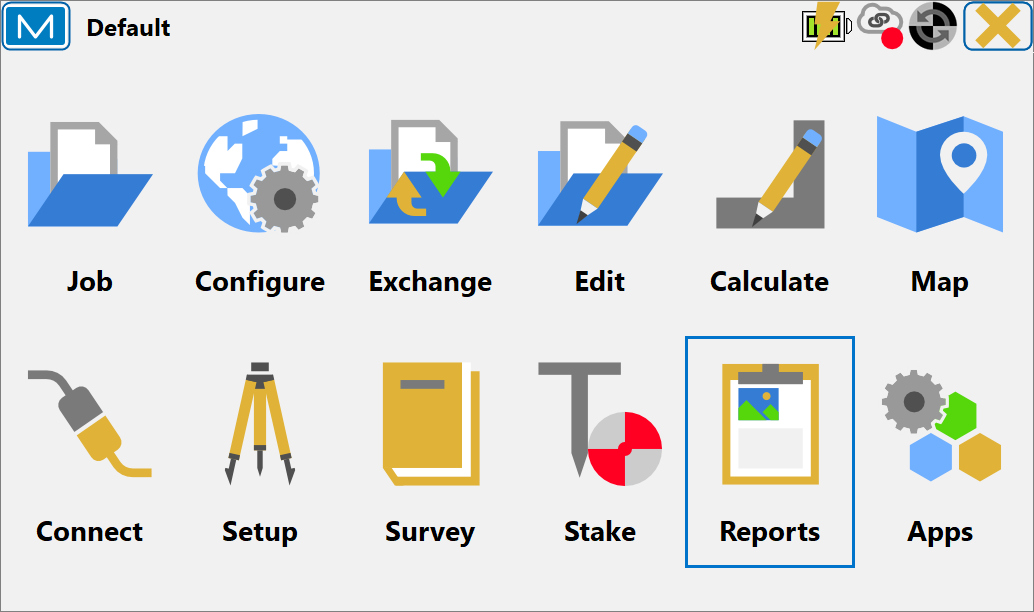 Default
Job Configure Exchange Edit Calculate Map
Connect Setup Survey Stake Reports Apps